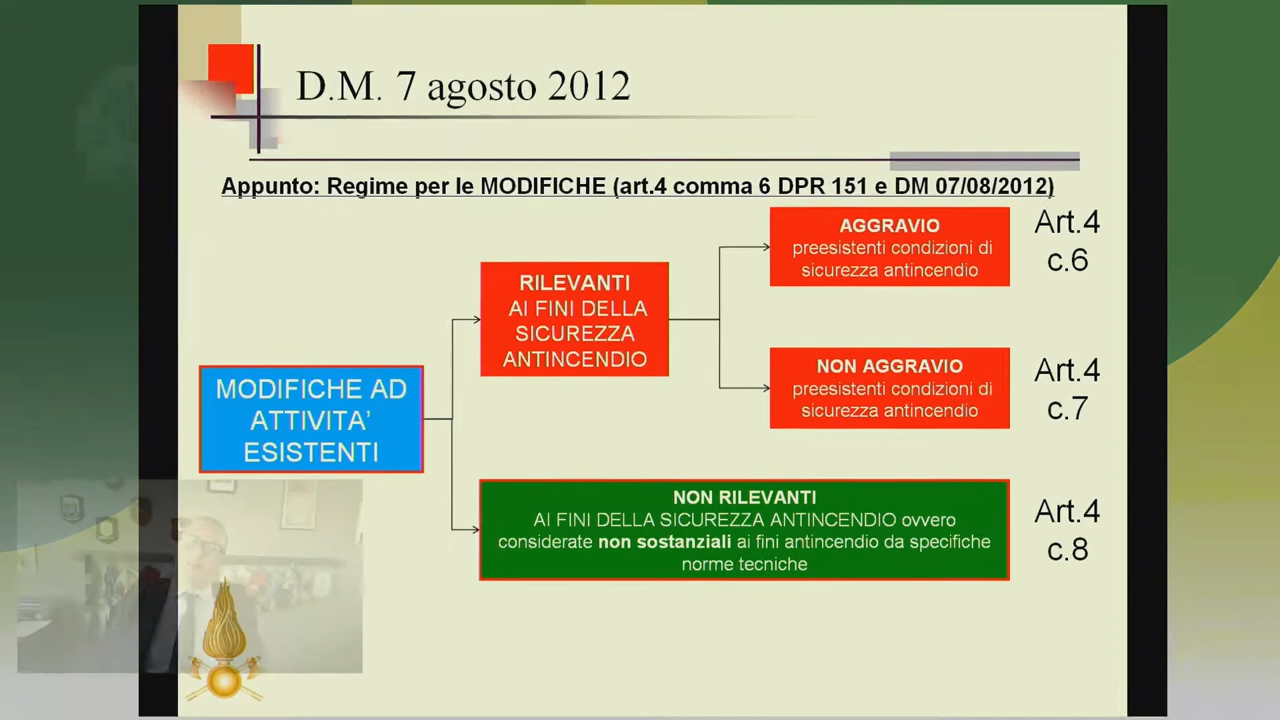 D.M. 7 agosto 2012
Appunto: Regime per le MODIFICHE (art.4 comma 6 DPR 151 e DM 07/08/2012)
AGGRAVIO
preesistenti condizioni di
sicurezza antincendio
Art.4
c.6
RILEVANTI
AI FINI DELLA
SICUREZZA
ANTINCENDIO
NON AGGRAVIO
preesistenti condizioni di
sicurezza antincendio
Art.4
c.7
MODIFICHE AD
ATTIVITA’
ESISTENTI
NON RILEVANTI
AI FINI DELLA SICUREZZA ANTINCENDIO ovvero
considerate non sostanziali ai fini antincendio da specifiche
norme tecniche
Art.4
c.8